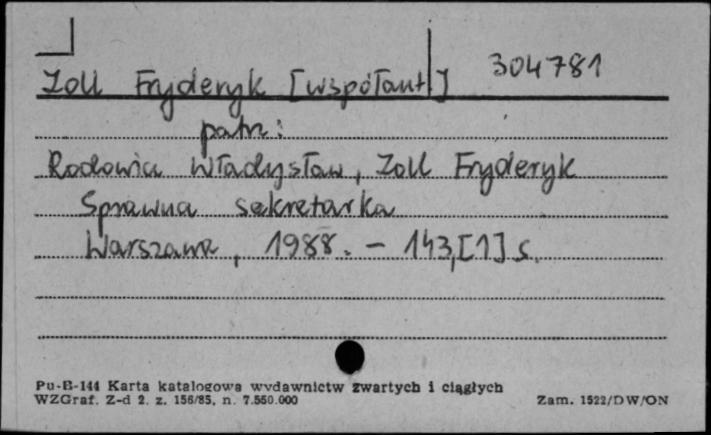 304781
Zoll Fryderyk [współaut]
patrz:
Rodowicz Władysław, Zoll Fryderyk
Sprawna sekretarka
Warszawa, 1988. - 143,[1] s.
Pu-B-144 Karta katalogowa wydawnictw zwartych i ciągłych
WZGraf. Z-d 2. z. 156/85, n. 7.550.000
Zam. 1522/DW/ON